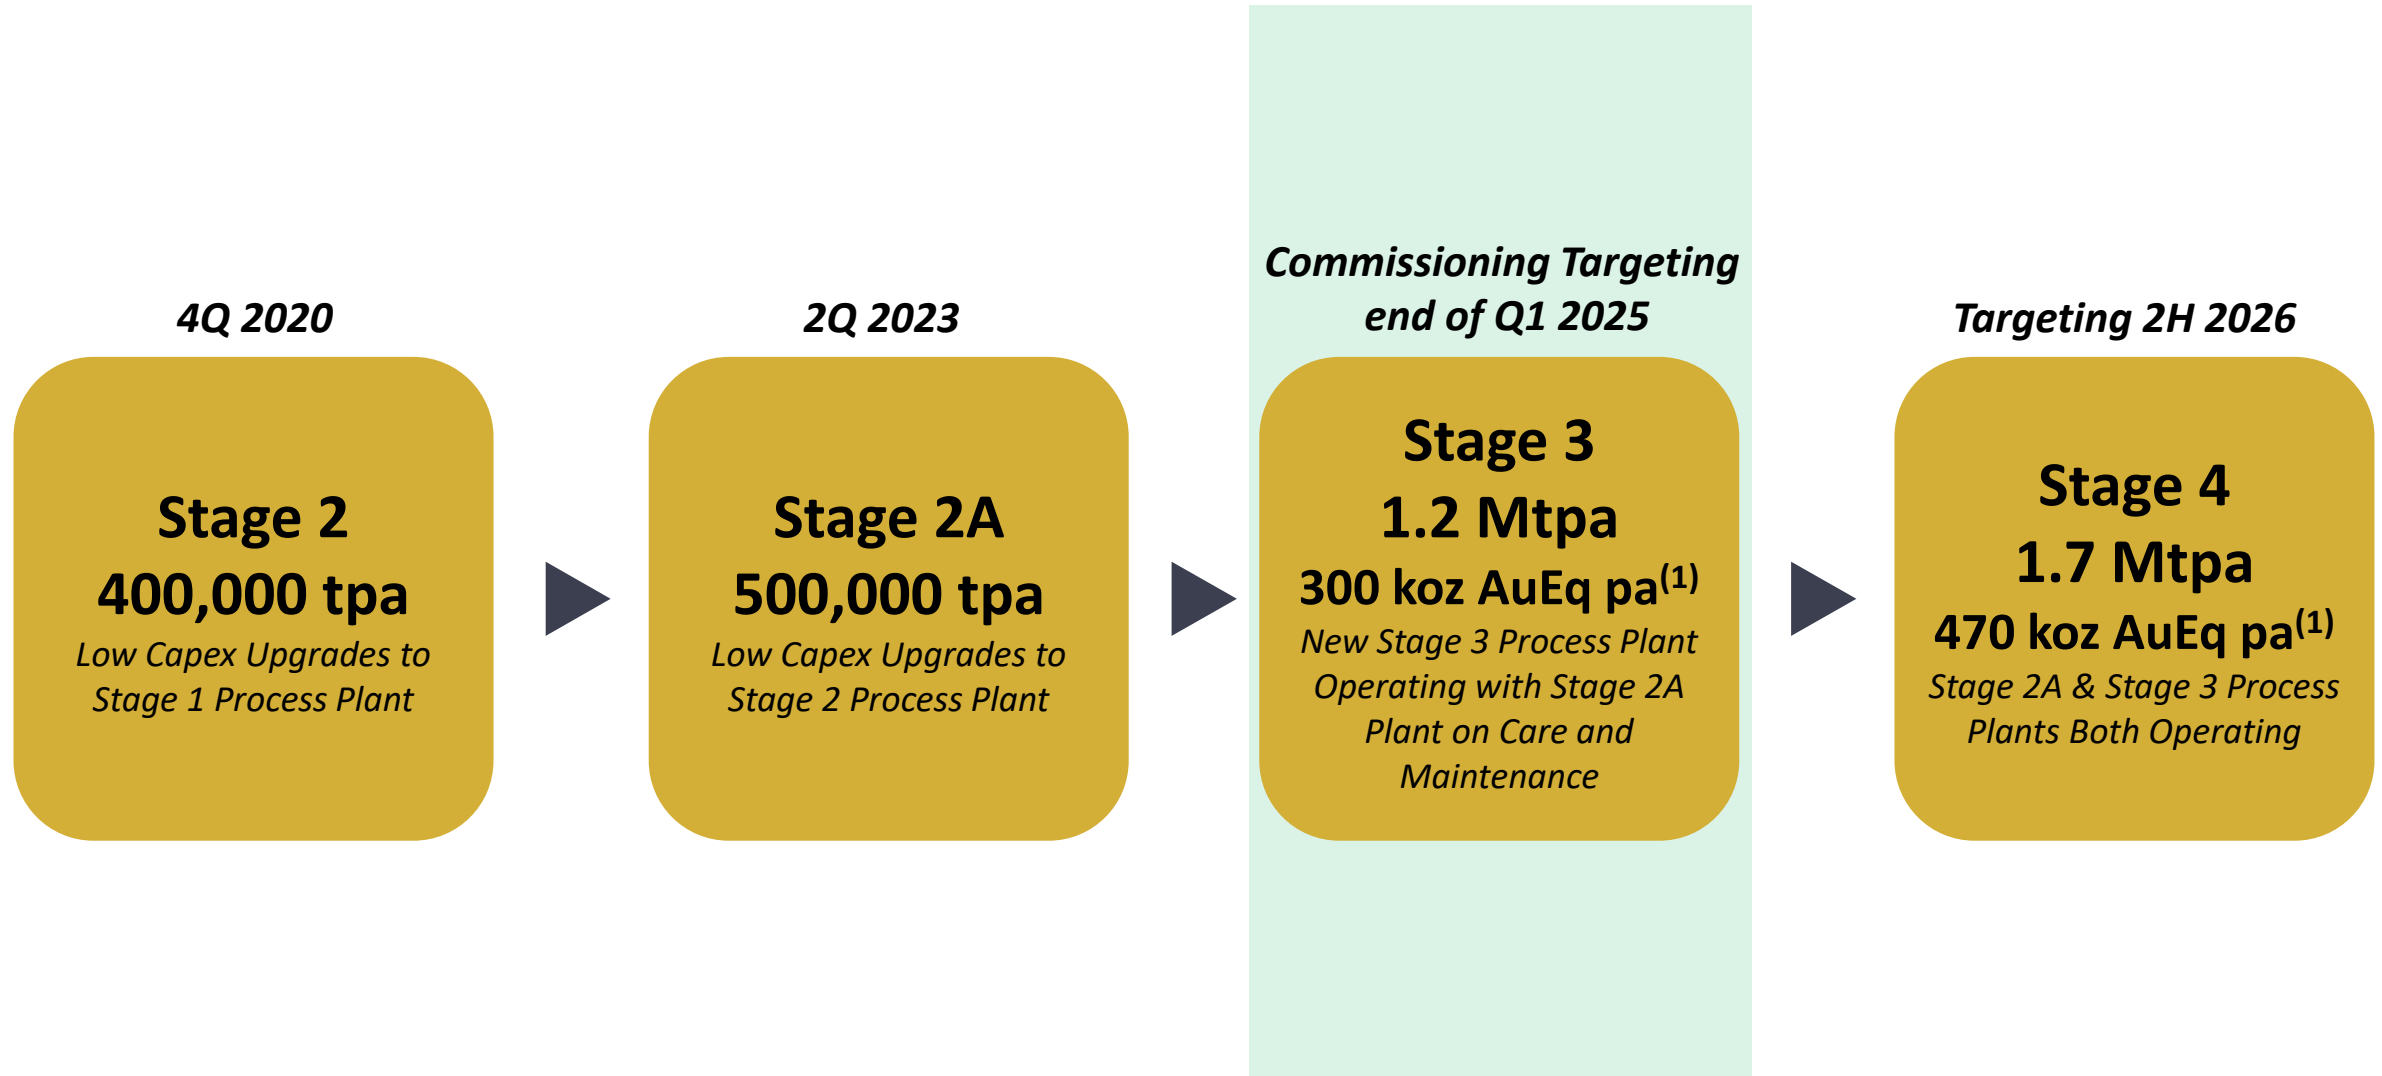 4Q 2020
Stage 2
400,000 tpa
Low Capex Upgrades to
Stage 1 Process Plant
2Q 2023
Stage 2A
500,000 tpa
Low Capex Upgrades to
Stage 2 Process Plant
Commissioning Targeting
end of Q1 2025
Stage 3
1.2 Mtpa
300 koz AuEq pa(1)
New Stage 3 Process Plant
Operating with Stage 2A
Plant on Care and
Maintenance
Targeting 2H 2026
Stage 4
1.7 Mtpa
470 koz AuEq pa(1)
Stage 2A & Stage 3 Process
Plants Both Operating